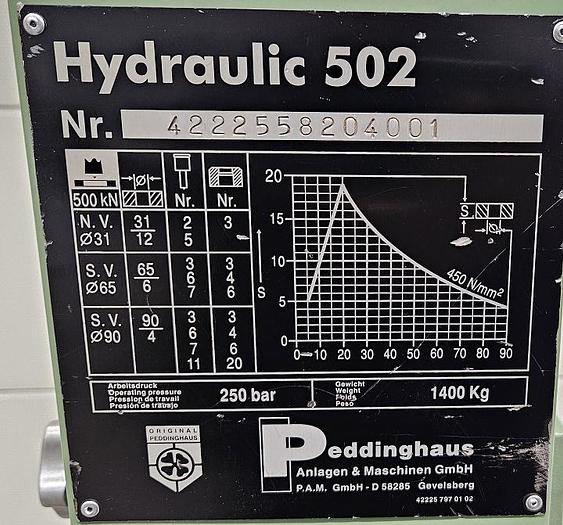 Hydraulic 502
Nr. 4222558204001
500 kN Ø Nr. Nr.
N. V. Ø31 31/12 2 5 3
S. V. Ø65 65/6 3 6 7 3 4 6
S. V. Ø90 90/4 3 6 7 11 3 4 6 20
20
15
10
5
0
S
S
Ø
450 N/mm²
0 10 20 30 40 50 60 70 80 90
Arbeitsdruck
Operating pressure
Pression de travail
Presión de trabajo
250 bar
Gewicht
Weight
Poids
Peso
1400 Kg
ORIGINAL
PEDDINGHAUS
Peddinghaus
Anlagen & Maschinen GmbH
P.A.M. GmbH - D 58285 Gevelsberg
42225 797 01 02